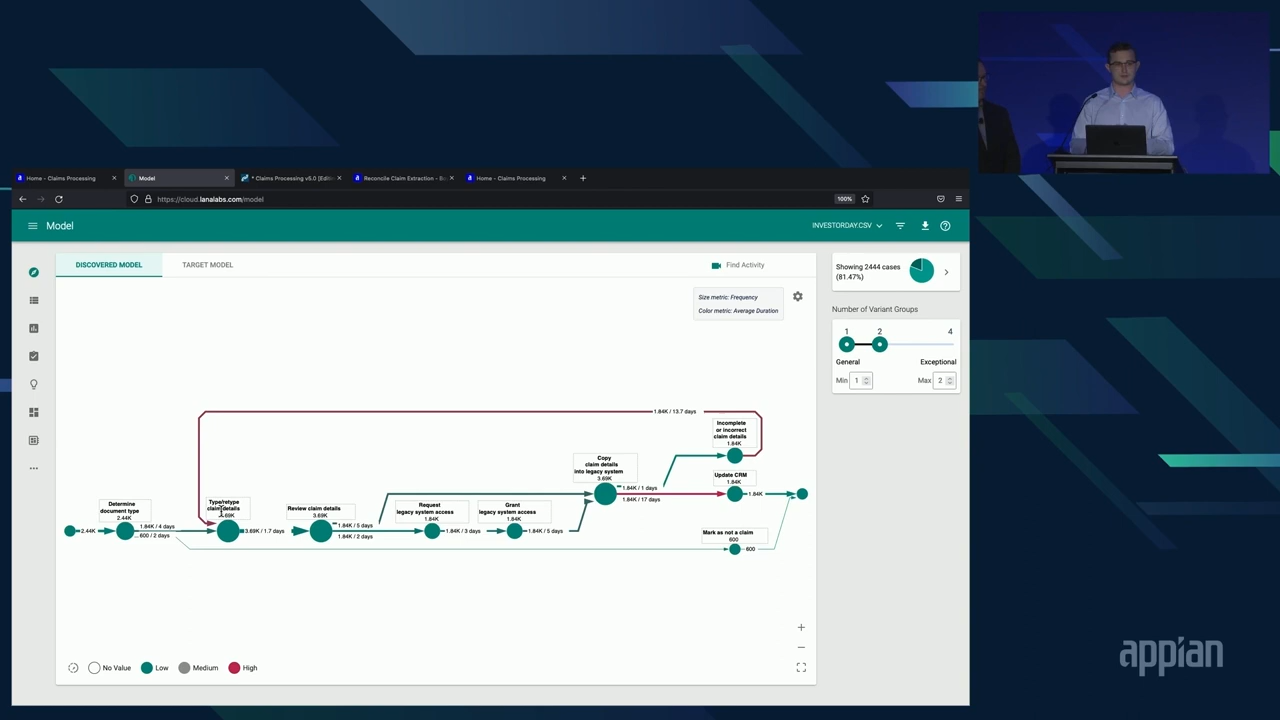 Home - Claims Processing
Model
* Claims Processing v5.0 [Edit
Reconcile Claim Extraction - B
Home - Claims Processing
https://cloud.lanalabs.com/model
100%
Model
INVESTORDAY.CSV
DISCOVERED MODEL
TARGET MODEL
Find Activity
Showing 2444 cases
(81.47%)
Size metric: Frequency
Color metric: Average Duration
Number of Variant Groups
1
2
4
General
Exceptional
Min 1
Max 2
1.84K / 13.7 days
Incomplete
or incorrect
claim details
1.84K
Copy
claim details
into legacy system
3.69K
1.84K / 1 days
1.84K / 17 days
Update CRM
1.84K
1.84K
Determine
document type
2.44K
2.44K
1.84K / 4 days
600 / 2 days
Type/retype
claim details
3.69K
3.69K / 1.7 days
Review claim details
3.69K
1.84K / 5 days
1.84K / 2 days
Request
legacy system access
1.84K
1.84K / 3 days
Grant
legacy system access
1.84K
1.84K / 5 days
Mark as not a claim
600
600
No Value
Low
Medium
High
appian